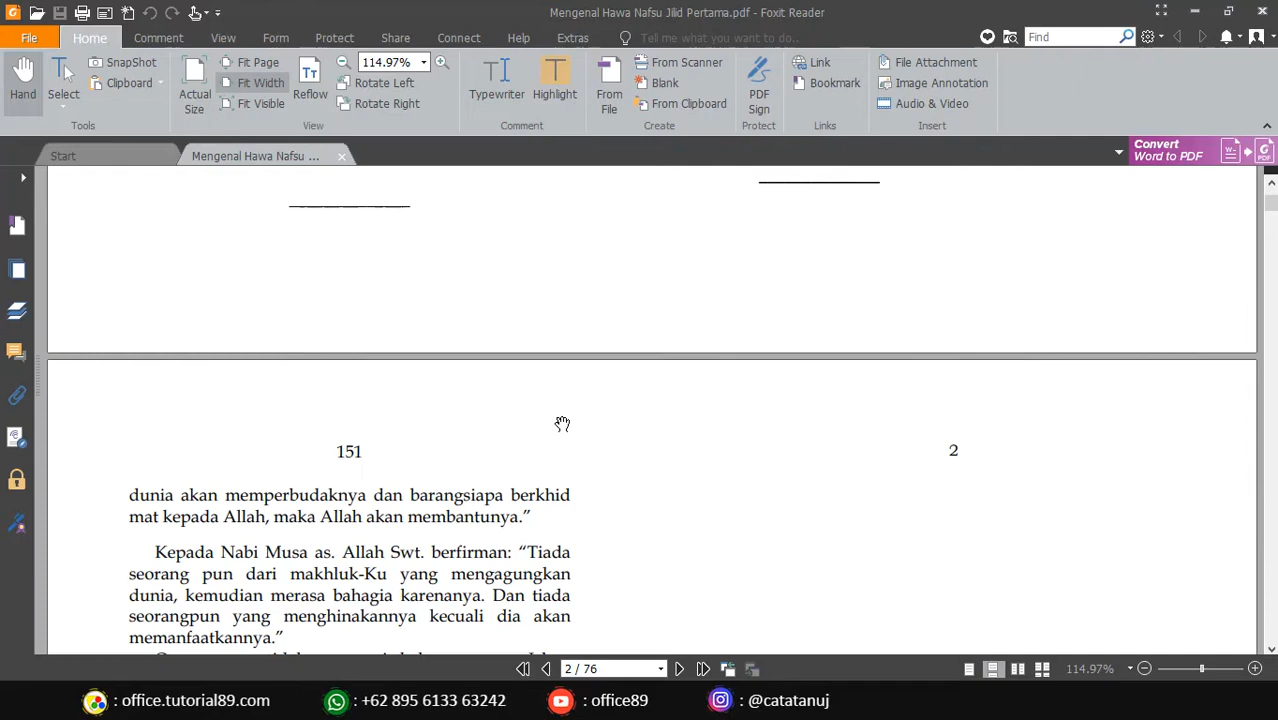 Mengenal Hawa Nafsu Jilid Pertama.pdf - Foxit Reader
File Home Comment View Form Protect Share Connect Help Extras Tell me what you want to do.. Find
Hand
Select
SnapShot
Clipboard
Tools
Actual
Size
Fit Page
Fit Width
Fit Visible
Reflow
114.97%
Rotate Left
Rotate Right
View
Typewriter
Highlight
Comment
From
File
From Scanner
Blank
From Clipboard
Create
PDF
Sign
Protect
Link
Bookmark
Links
File Attachment
Image Annotation
Audio & Video
Insert
Start
Mengenal Hawa Nafsu ...
Convert
Word to PDF
151
2
dunia akan memperbudaknya dan barangsiapa berkhid
mat kepada Allah, maka Allah akan membantunya.”
Kepada Nabi Musa as. Allah Swt. berfirman: “Tiada
seorang pun dari makhluk-Ku yang mengagungkan
dunia, kemudian merasa bahagia karenanya. Dan tiada
seorangpun yang menghinakannya kecuali dia akan
memanfaatkannya.”
2 / 76
114.97%
: office.tutorial89.com
: +62 895 6133 63242
: office89
: @catatanuj